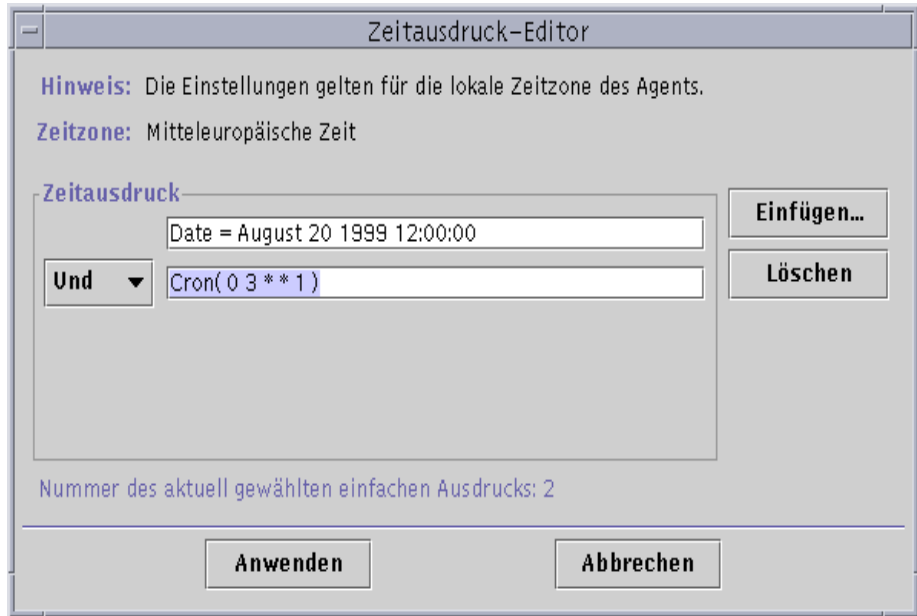 Zeitausdruck-Editor
Hinweis: Die Einstellungen gelten für die lokale Zeitzone des Agents.
Zeitzone: Mitteleuropäische Zeit
Zeitausdruck
Date = August 20 1999 12:00:00
Einfügen...
Und
Cron( 0 3 * * 1 )
Löschen
Nummer des aktuell gewählten einfachen Ausdrucks: 2
Anwenden
Abbrechen